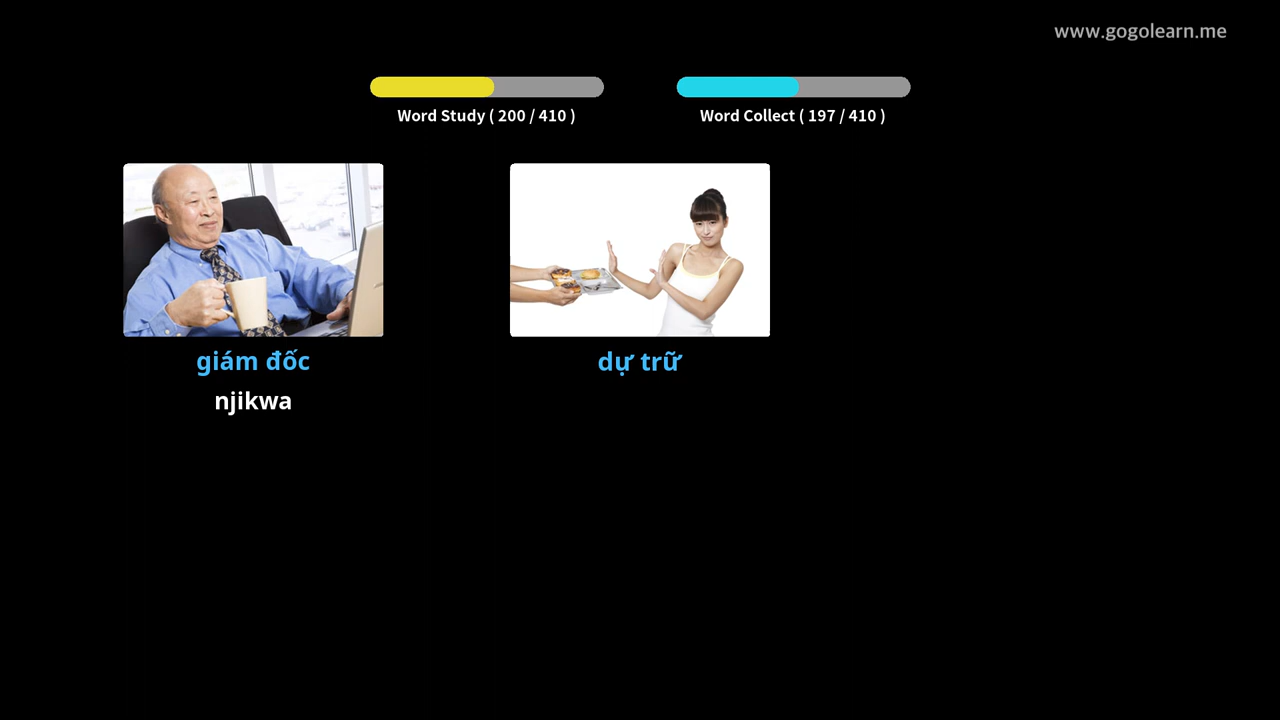 www.gogolearn.me
Word Study ( 200 / 410 )
Word Collect ( 197 / 410 )
giám đốc
njikwa
dự trữ